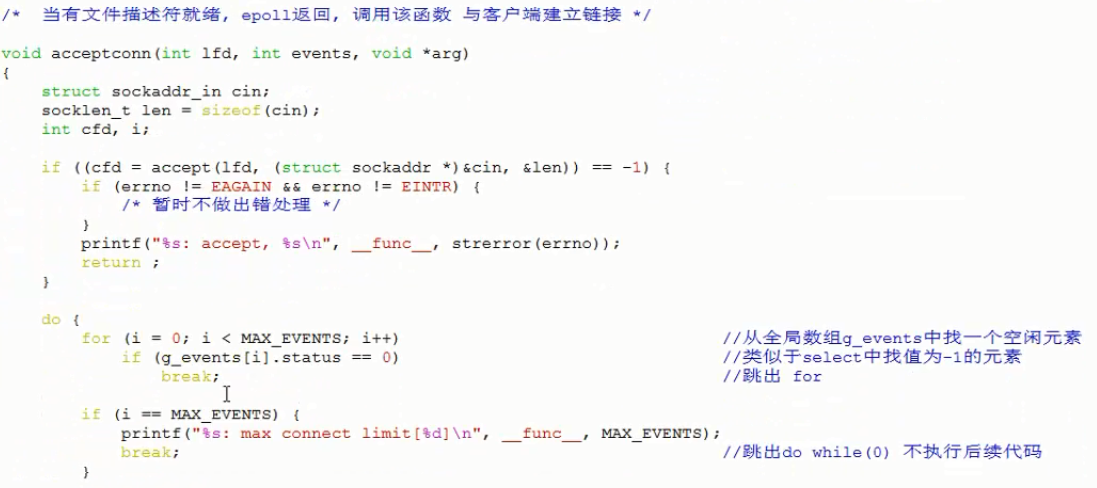 /*  当有文件描述符就绪, epoll返回, 调用该函数 与客户端建立链接 */
void acceptconn(int lfd, int events, void *arg)
{
struct sockaddr_in cin;
socklen_t len = sizeof(cin);
int cfd, i;
if ((cfd = accept(lfd, (struct sockaddr *)&cin, &len)) == -1) {
if (errno != EAGAIN && errno != EINTR) {
/* 暂时不做出错处理 */
}
printf("%s: accept, %s\n", __func__, strerror(errno));
return ;
}
do {
for (i = 0; i < MAX_EVENTS; i++) //从全局数组g_events中找一个空闲元素
if (g_events[i].status == 0) //类似于select中找值为-1的元素
break; //跳出 for
if (i == MAX_EVENTS) {
printf("%s: max connect limit[%d]\n", __func__, MAX_EVENTS);
break; //跳出do while(0) 不执行后续代码
}